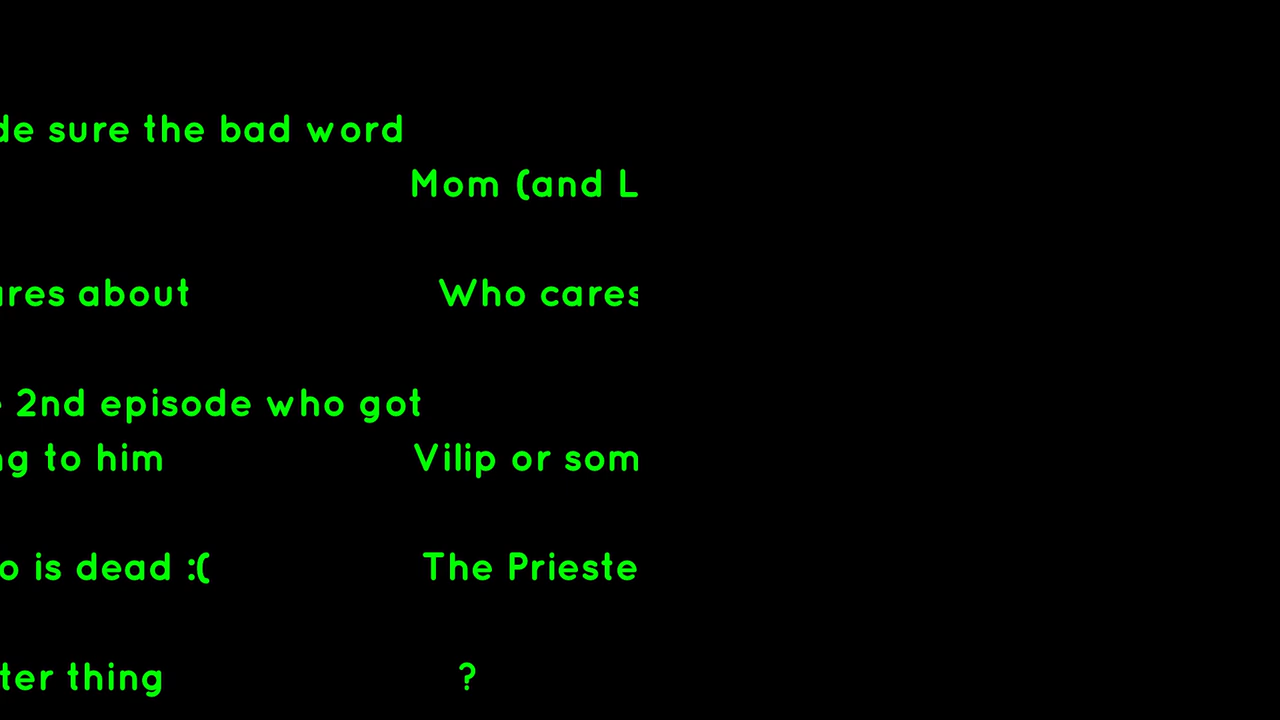 de sure the bad word
Mom (and L
ares about Who cares
2nd episode who got
ng to him Vilip or som
o is dead :( The Prieste
ter thing ?